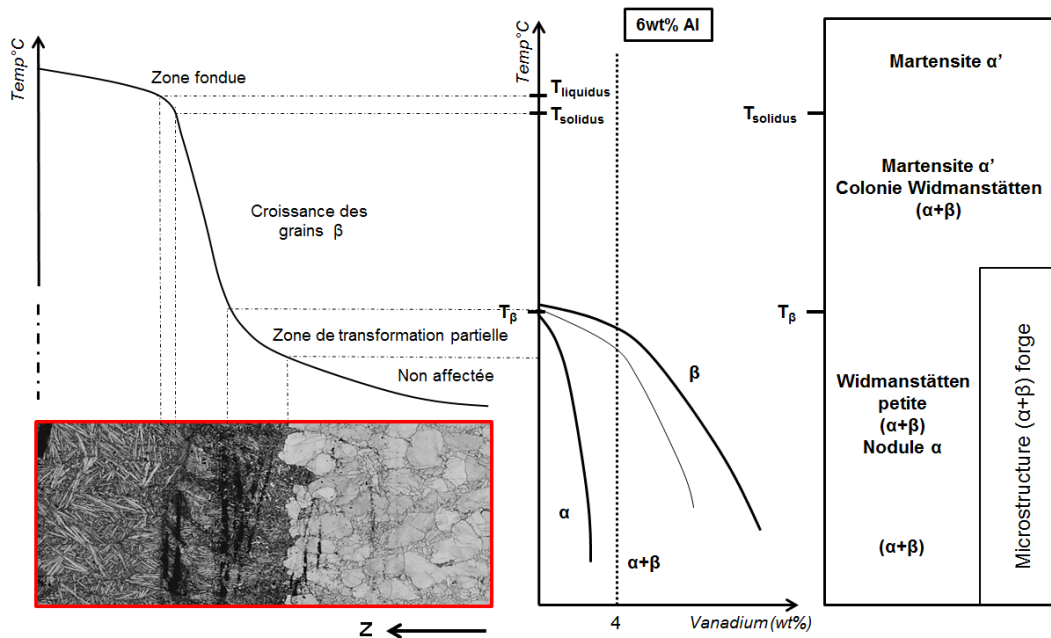 Temp°C
Zone fondue
Croissance des
grains β
Zone de transformation partielle
Non affectée
Z
6wt% Al
Temp°C
Tliquidus
Tsolidus
Tβ
β
α
α+β
4
Vanadium (wt%)
Martensite α’
Tsolidus
Martensite α’
Colonie Widmanstätten
(α+β)
Tβ
Widmanstätten
petite
(α+β)
Nodule α
(α+β)
Microstructure (α+β) forge